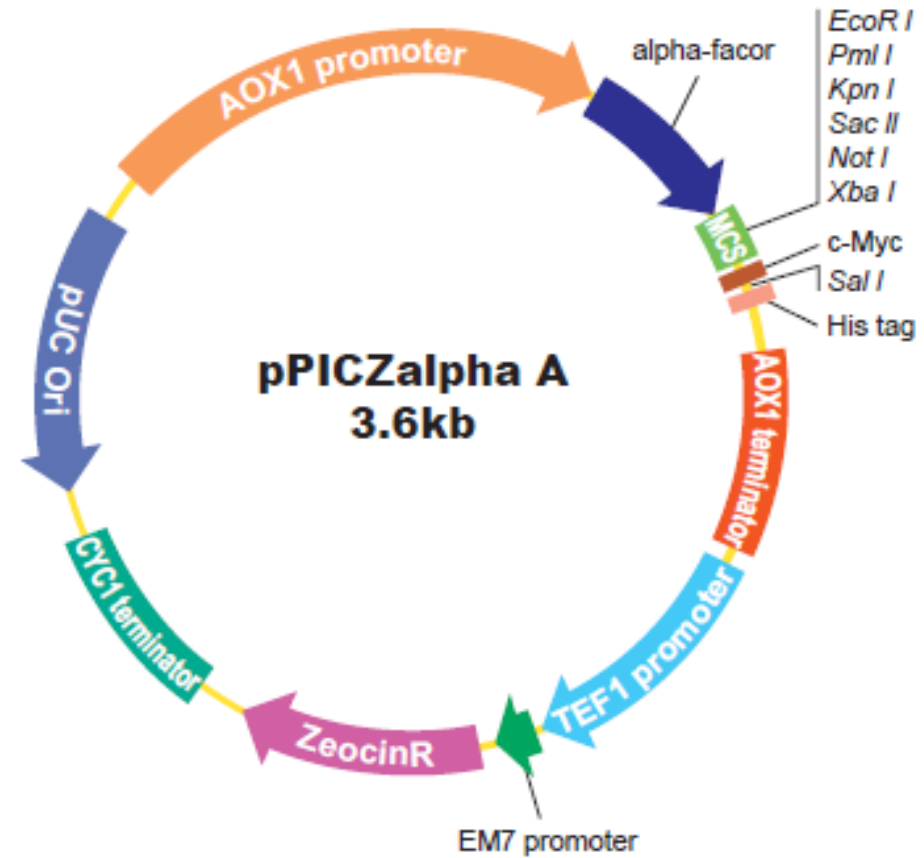 AOX1 promoter
alpha-facor
EcoR I
Pml I
Kpn I
Sac II
Not I
Xba I
MCS
c-Myc
Sal I
His tag
pPICZalpha A
3.6kb
AOX1 terminator
TEF1 promoter
EM7 promoter
ZeocinR
CYC1 terminator
pUC Ori